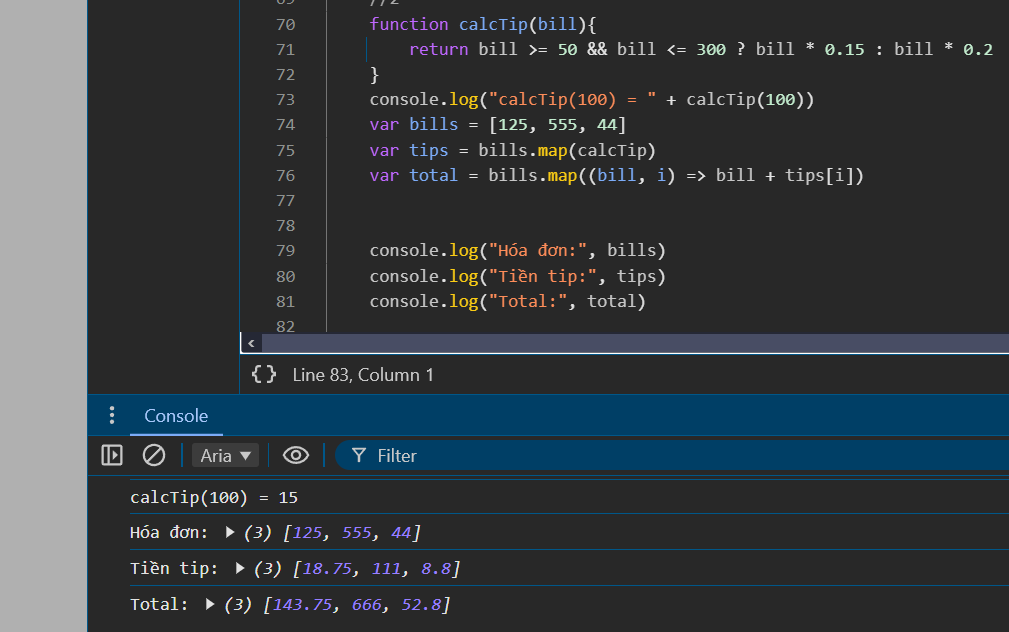 //2
70 function calcTip(bill){
71 return bill >= 50 && bill <= 300 ? bill * 0.15 : bill * 0.2
72 }
73 console.log("calcTip(100) = " + calcTip(100))
74 var bills = [125, 555, 44]
75 var tips = bills.map(calcTip)
76 var total = bills.map((bill, i) => bill + tips[i])
77
78
79 console.log("Hóa đơn:", bills)
80 console.log("Tiền tip:", tips)
81 console.log("Total:", total)
82
{} Line 83, Column 1
Console
Aria ▼ Filter
calcTip(100) = 15
Hóa đơn: ▶ (3) [125, 555, 44]
Tiền tip: ▶ (3) [18.75, 111, 8.8]
Total: ▶ (3) [143.75, 666, 52.8]